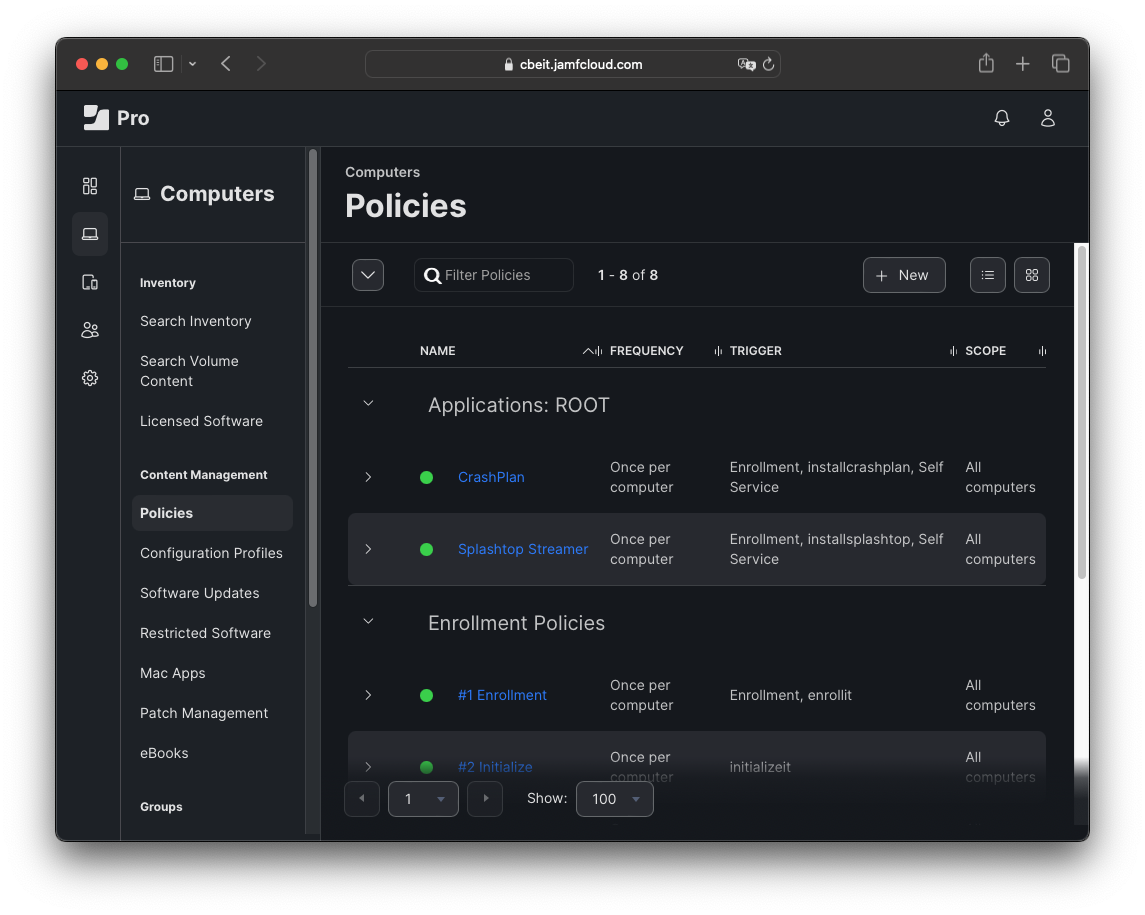 cbeit.jamfcloud.com
Pro
Computers
Inventory
Search Inventory
Search Volume
Content
Licensed Software
Content Management
Policies
Configuration Profiles
Software Updates
Restricted Software
Mac Apps
Patch Management
eBooks
Groups
Computers
Policies
Filter Policies
1 - 8 of 8
New
NAME FREQUENCY TRIGGER SCOPE
Applications: ROOT
CrashPlan
Once per
computer
Enrollment, installcrashplan, Self
Service
All
computers
Splashtop Streamer
Once per
computer
Enrollment, installsplashtop, Self
Service
All
computers
Enrollment Policies
#1 Enrollment
Once per
computer
Enrollment, enrollit
All
computers
#2 Initialize
Once per
computer
initializeit
All
computers
1
Show:
100